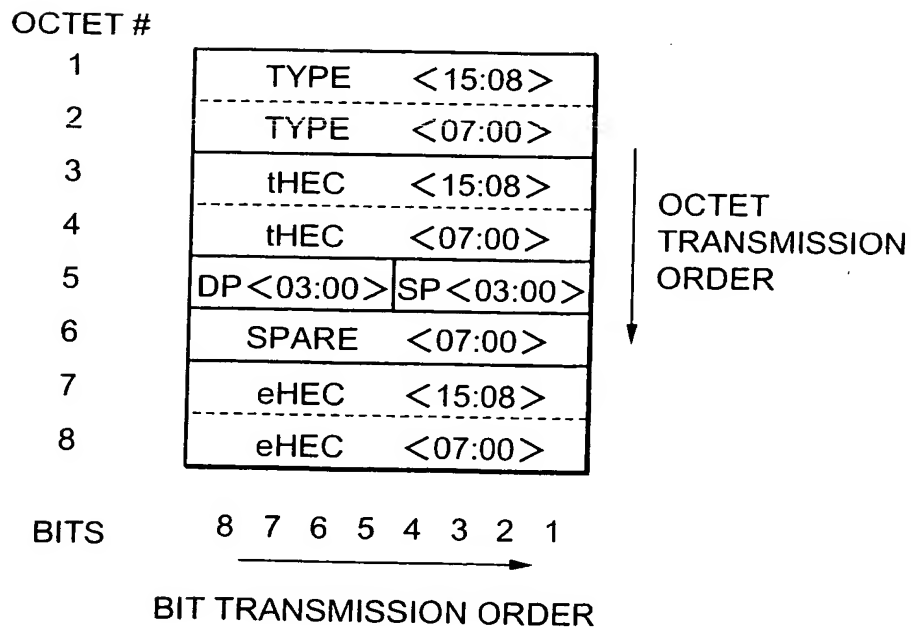 OCTET #
1 TYPE <15:08>
2 TYPE <07:00>
3 tHEC <15:08>
4 tHEC <07:00>
5 DP<03:00> SP<03:00>
6 SPARE <07:00>
7 eHEC <15:08>
8 eHEC <07:00>
OCTET
TRANSMISSION
ORDER
BITS 8 7 6 5 4 3 2 1
BIT TRANSMISSION ORDER